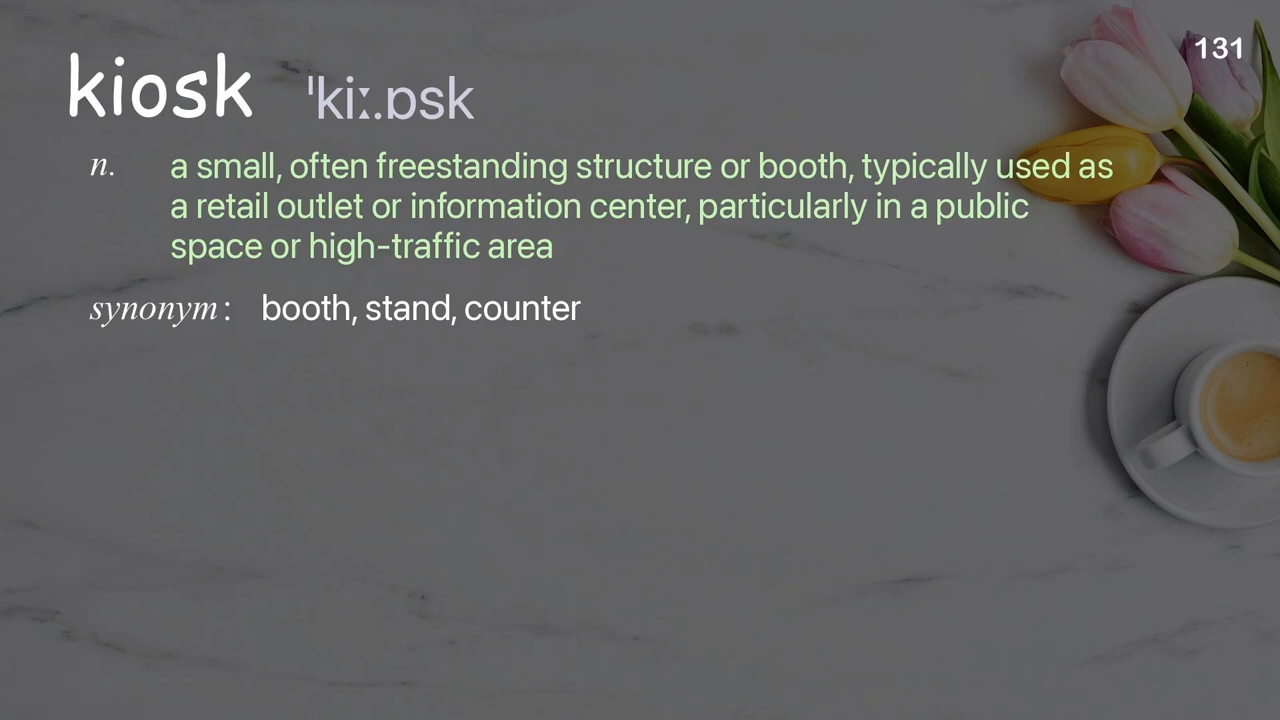 131
kiosk ˈkiː.ɒsk
n. a small, often freestanding structure or booth, typically used as
a retail outlet or information center, particularly in a public
space or high-traffic area
synonym: booth, stand, counter